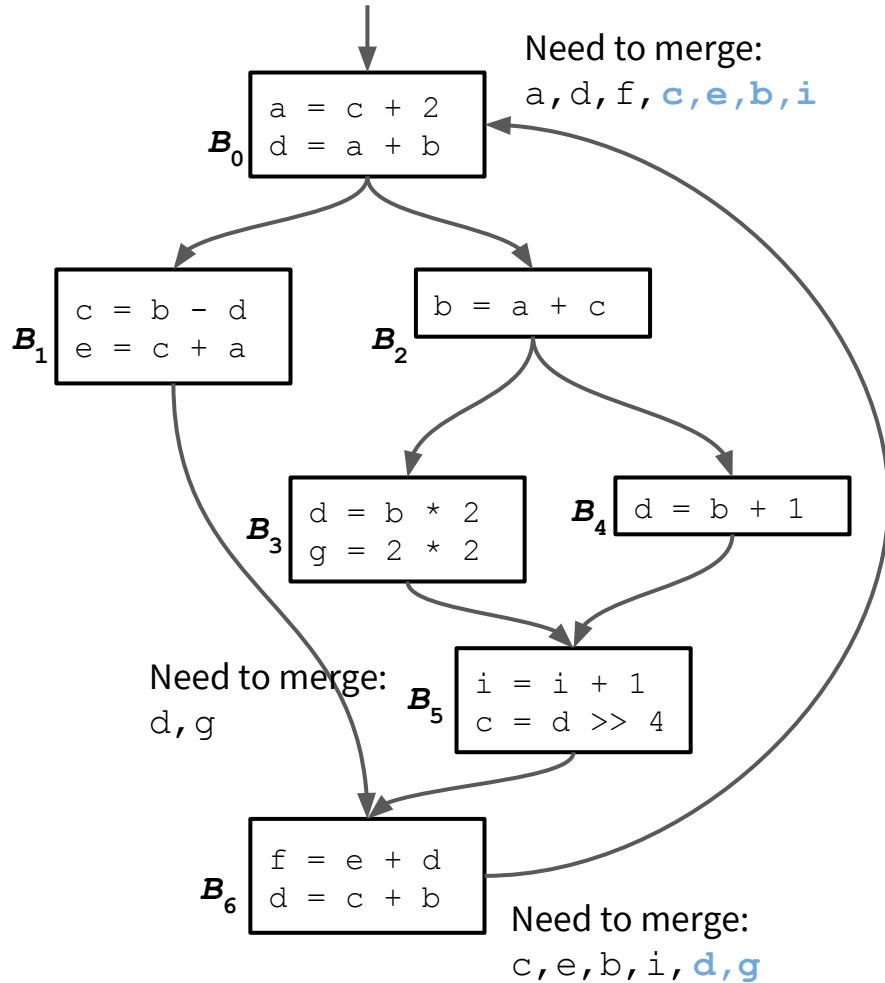 Need to merge:
a,d,f,c,e,b,i
a = c + 2
d = a + b
B0
c = b - d
e = c + a
B1
b = a + c
B2
d = b * 2
g = 2 * 2
B3
d = b + 1
B4
Need to merge:
d,g
i = i + 1
c = d >> 4
B5
f = e + d
d = c + b
B6
Need to merge:
c,e,b,i,d,g